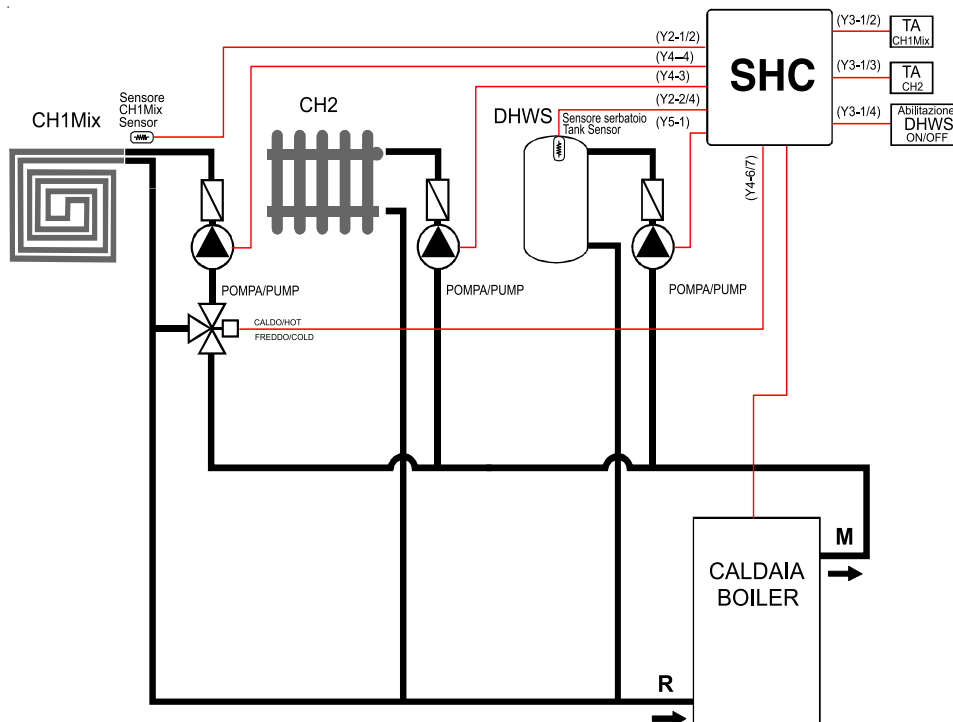 (Y2-1/2)
(Y4–4)
(Y4-3)
(Y2-2/4)
(Y5-1)
SHC
(Y3-1/2)
TA
CH1Mix
(Y3-1/3)
TA
CH2
(Y3-1/4)
Abilitazione
DHWS
ON/OFF
(Y4-6/7)
Sensore
CH1Mix
Sensor
CH1Mix
CH2
DHWS
Sensore serbatoio
Tank Sensor
POMPA/PUMP
POMPA/PUMP
POMPA/PUMP
CALDO/HOT
FREDDO/COLD
M
CALDAIA
BOILER
R